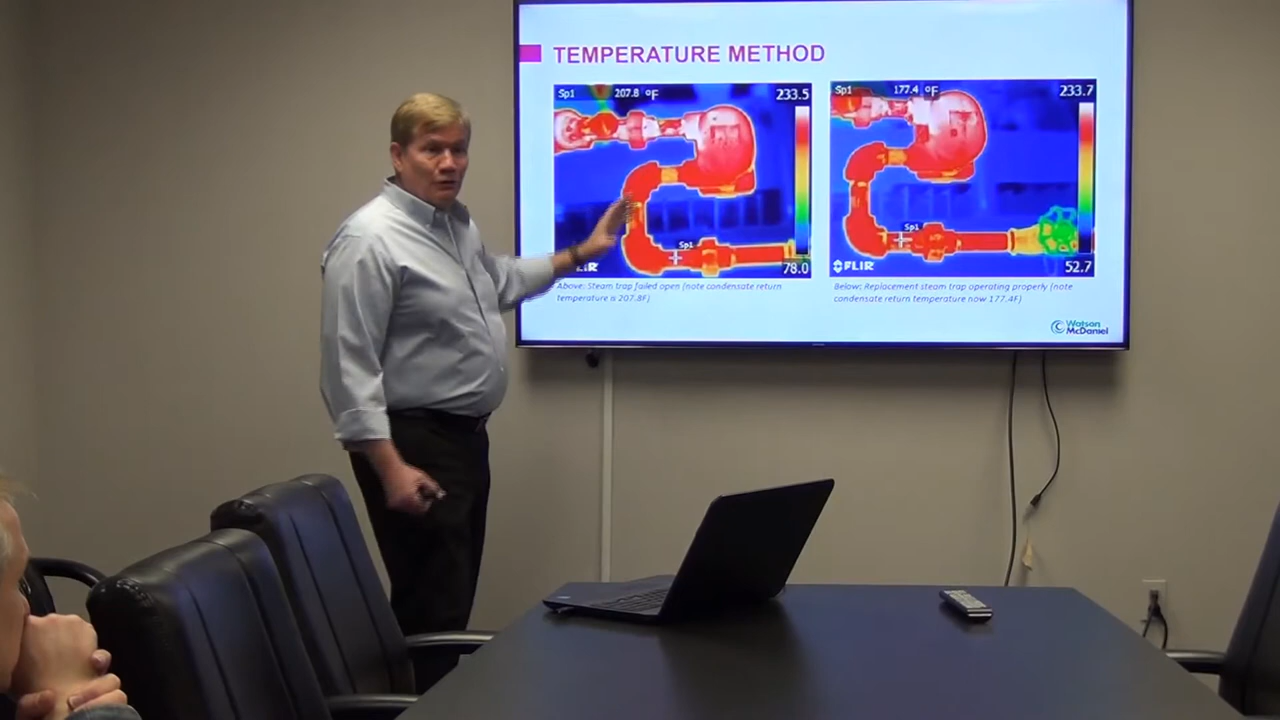 TEMPERATURE METHOD
Sp1 207.8 °F 233.5
Sp1
78.0
Above: Steam trap failed open (note condensate return
temperature is 207.8F)
Sp1 177.4 °F 233.7
Sp1
FLIR 52.7
Below: Replacement steam trap operating properly (note
condensate return temperature now 177.4F)
Watson
McDaniel